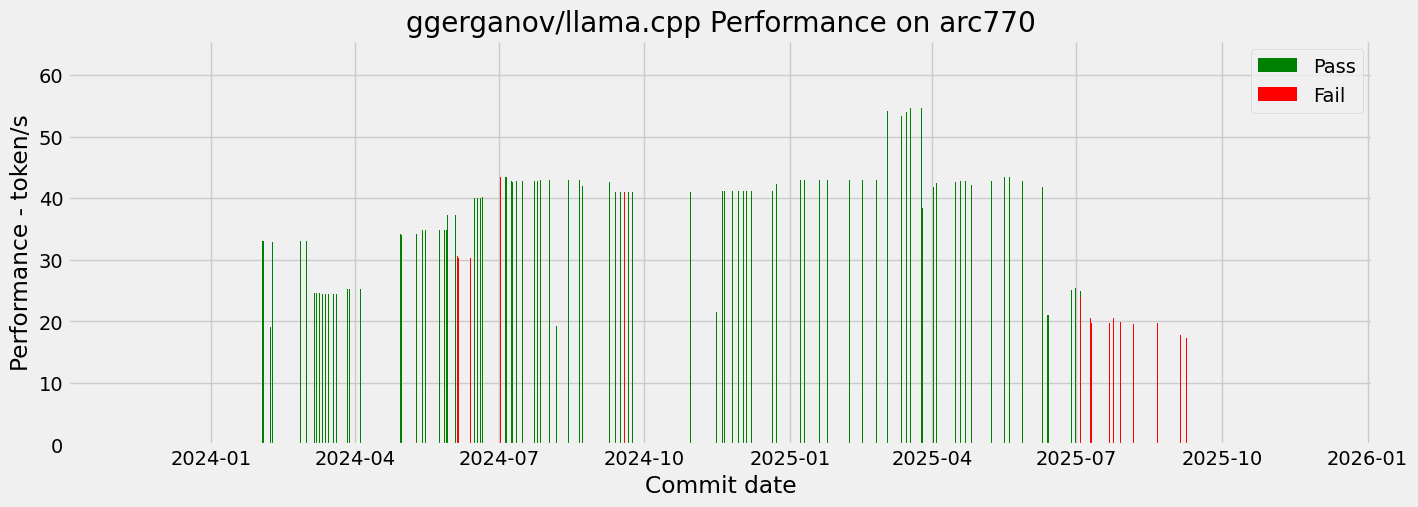 ggerganov/llama.cpp Performance on arc770
Pass
Fail
Performance - token/s
60
50
40
30
20
10
0
2024-01 2024-04 2024-07 2024-10 2025-01 2025-04 2025-07 2025-10 2026-01
Commit date